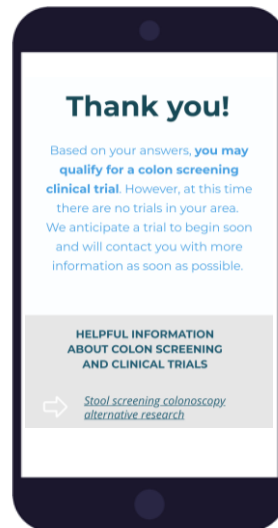 Thank you!
Based on your answers, you may
qualify for a colon screening
clinical trial. However, at this time
there are no trials in your area.
We anticipate a trial to begin soon
and will contact you with more
information as soon as possible.
HELPFUL INFORMATION
ABOUT COLON SCREENING
AND CLINICAL TRIALS
Stool screening colonoscopy
alternative research